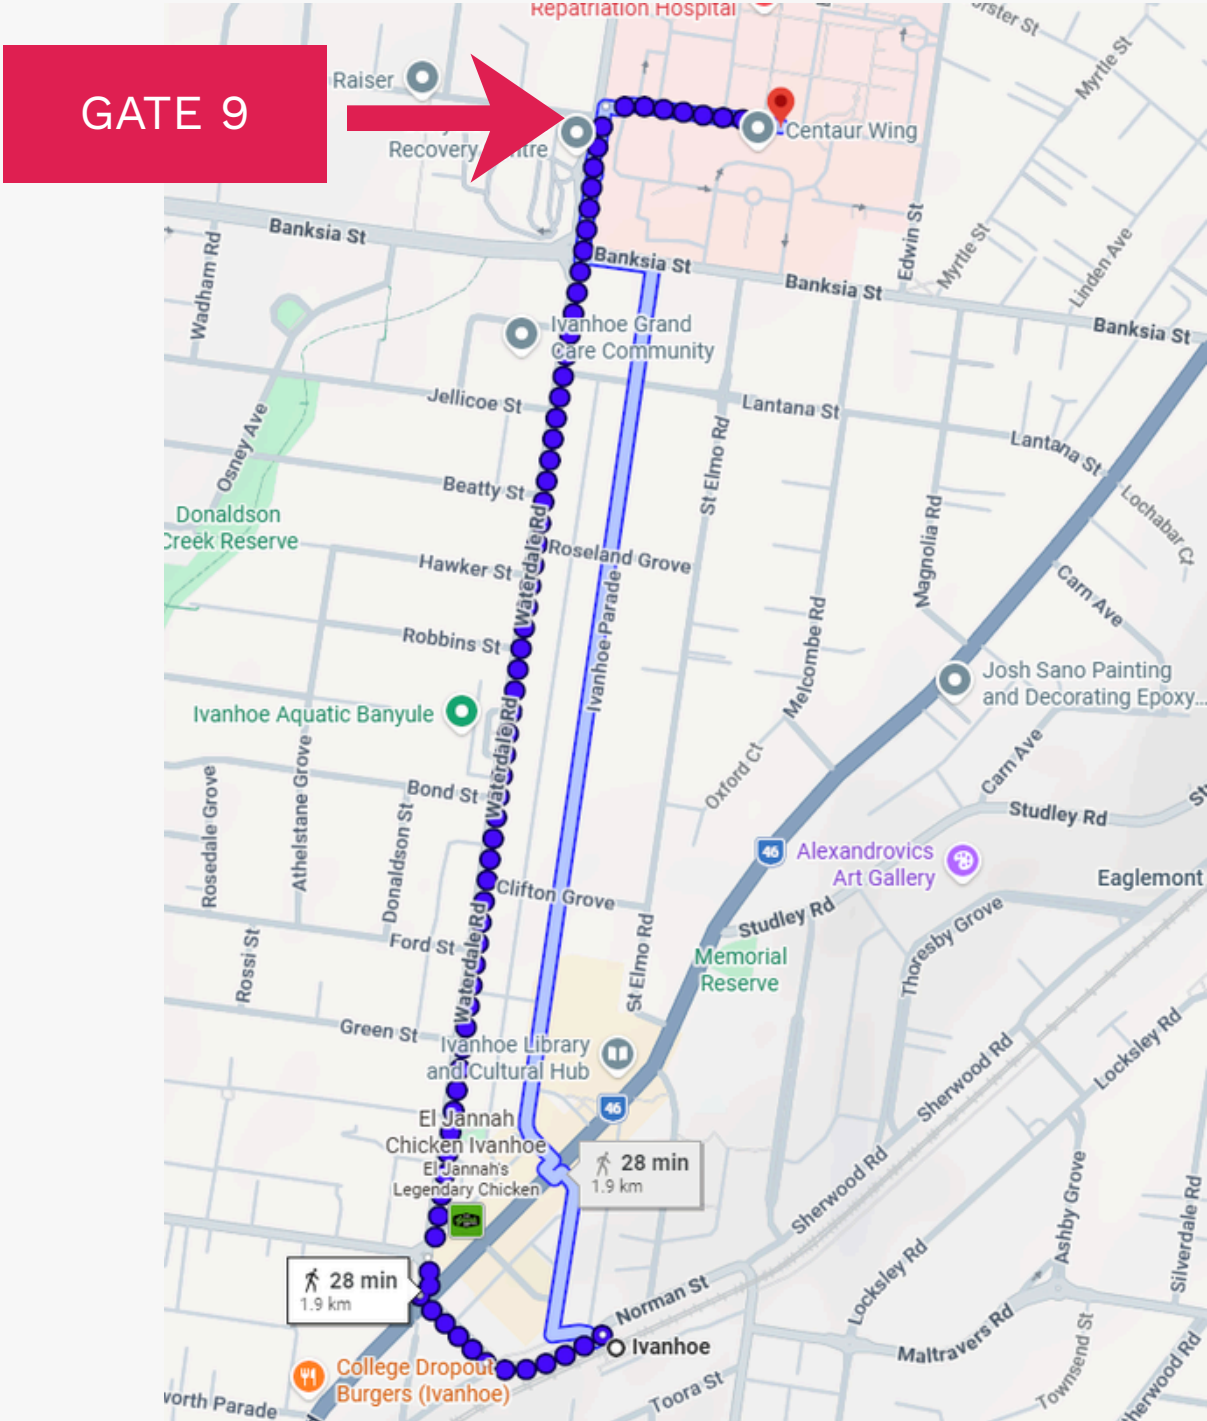 Repatriation Hospital
Forster St
Myrtle St
GATE 9
Raiser
Recovery
Centaur Wing
Banksia St
Wadham Rd
Edwin St
Myrtle St
Linden Ave
Banksia St
Banksia St
Banksia St
Ivanhoe Grand
Care Community
Jellicoe St
Lantana St
Osney Ave
St Elmo Rd
Lantana St
Beatty St
Donaldson
Creek Reserve
Lochabar Ct
Waterdale Rd
Roseland Grove
Hawker St
Magnolia Rd
Carn Ave
Ivanhoe Parade
Robbins St
Melcombe Rd
Josh Sano Painting
and Decorating Epoxy...
Ivanhoe Aquatic Banyule
Waterdale Rd
Athelstane Grove
Oxford Ct
Carn Ave
Rosedale Grove
Bond St
Donaldson St
Studley Rd
46
Alexandrovics
Art Gallery
Eaglemont
Clifton Grove
Studley Rd
Thoresby Grove
Waterdale Rd
Ford St
St Elmo Rd
Rossi St
Memorial
Reserve
Green St
Ivanhoe Library
and Cultural Hub
Sherwood Rd
Locksley Rd
46
El Jannah
Chicken Ivanhoe
El Jannah's
Legendary Chicken
28 min
1.9 km
Sherwood Rd
Ashby Grove
Silverdale Rd
Locksley Rd
28 min
1.9 km
Norman St
Ivanhoe
Maltravers Rd
Townsend St
College Dropout
Burgers (Ivanhoe)
Toora St
worth Parade
herwood Rd